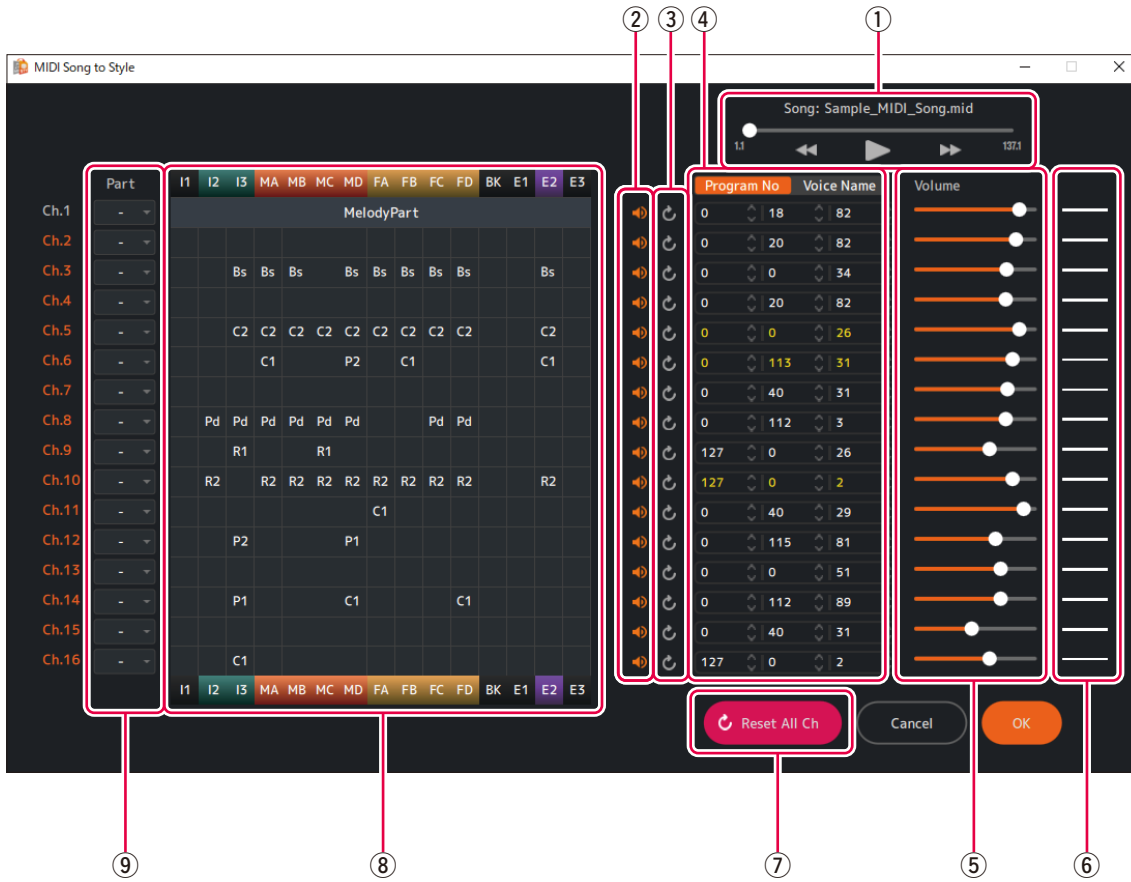 ② ③ ④ ①
MIDI Song to Style
Song: Sample_MIDI_Song.mid
1.1 137.1
Part I1 I2 I3 MA MB MC MD FA FB FC FD BK E1 E2 E3 Program No Voice Name Volume
Ch.1 - MelodyPart 0 18 82
Ch.2 - 0 20 82
Ch.3 - Bs Bs Bs Bs Bs Bs Bs Bs Bs 0 0 34
Ch.4 - 0 20 82
Ch.5 - C2 C2 C2 C2 C2 C2 C2 C2 C2 C2 0 0 26
Ch.6 - C1 P2 C1 C1 0 113 31
Ch.7 - 0 40 31
Ch.8 - Pd Pd Pd Pd Pd Pd Pd Pd 0 112 3
Ch.9 - R1 R1 127 0 26
Ch.10 - R2 R2 R2 R2 R2 R2 R2 R2 R2 R2 127 0 2
Ch.11 - C1 0 40 29
Ch.12 - P2 P1 0 115 81
Ch.13 - 0 0 51
Ch.14 - P1 C1 C1 0 112 89
Ch.15 - 0 40 31
Ch.16 - C1 127 0 2
I1 I2 I3 MA MB MC MD FA FB FC FD BK E1 E2 E3
Reset All Ch Cancel OK
⑨ ⑧ ⑦ ⑤ ⑥